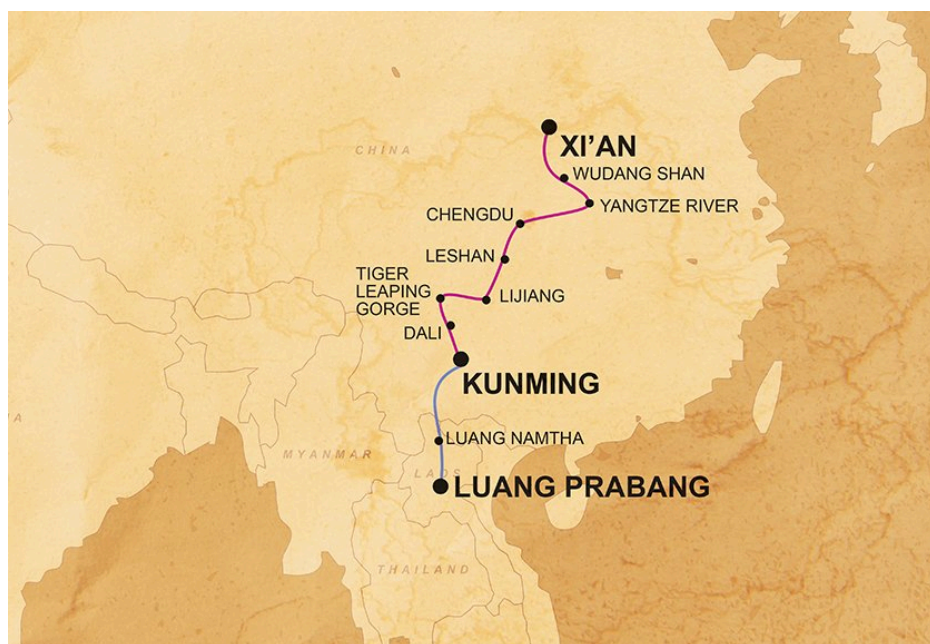 XI'AN
CHINA
WUDANG SHAN
YANGTZE RIVER
CHENGDU
LESHAN
TIGER
LEAPING
GORGE
LIJIANG
DALI
KUNMING
LUANG NAMTHA
MYANMAR
LAOS
LUANG PRABANG
THAILAND